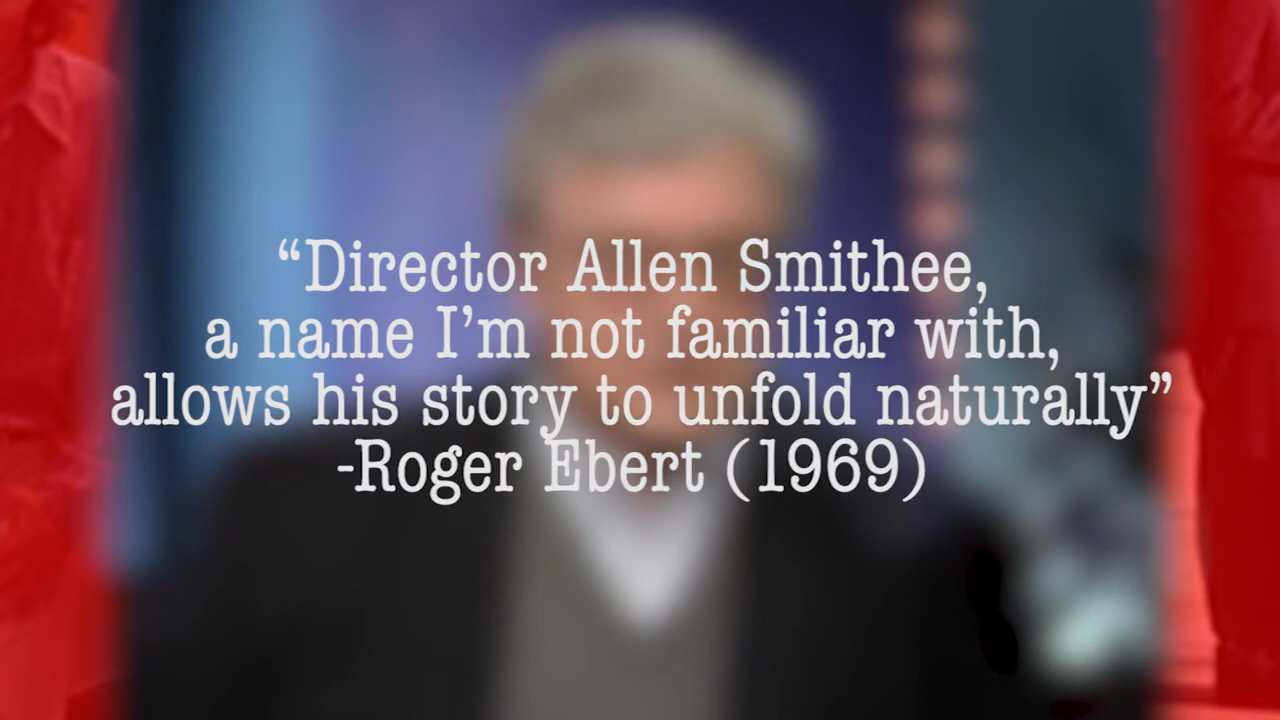 “Director Allen Smithee,
a name I’m not familiar with,
allows his story to unfold naturally”
-Roger Ebert (1969)